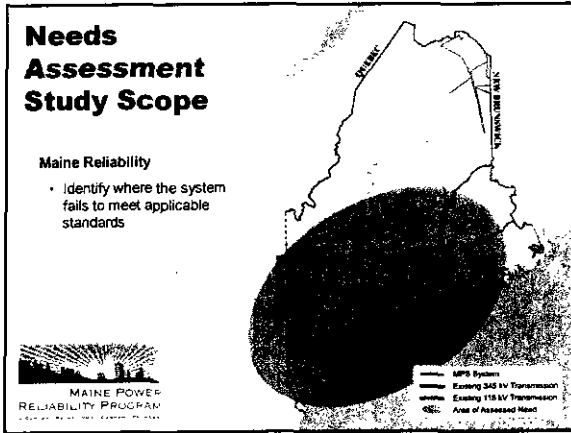 Needs
Assessment
Study Scope
Maine Reliability
• Identify where the system
fails to meet applicable
standards
QUEBEC
NEW BRUNSWICK
MPS System
Existing 345 kV Transmission
Existing 115 kV Transmission
Area of Assessed Need
MAINE POWER
RELIABILITY PROGRAM